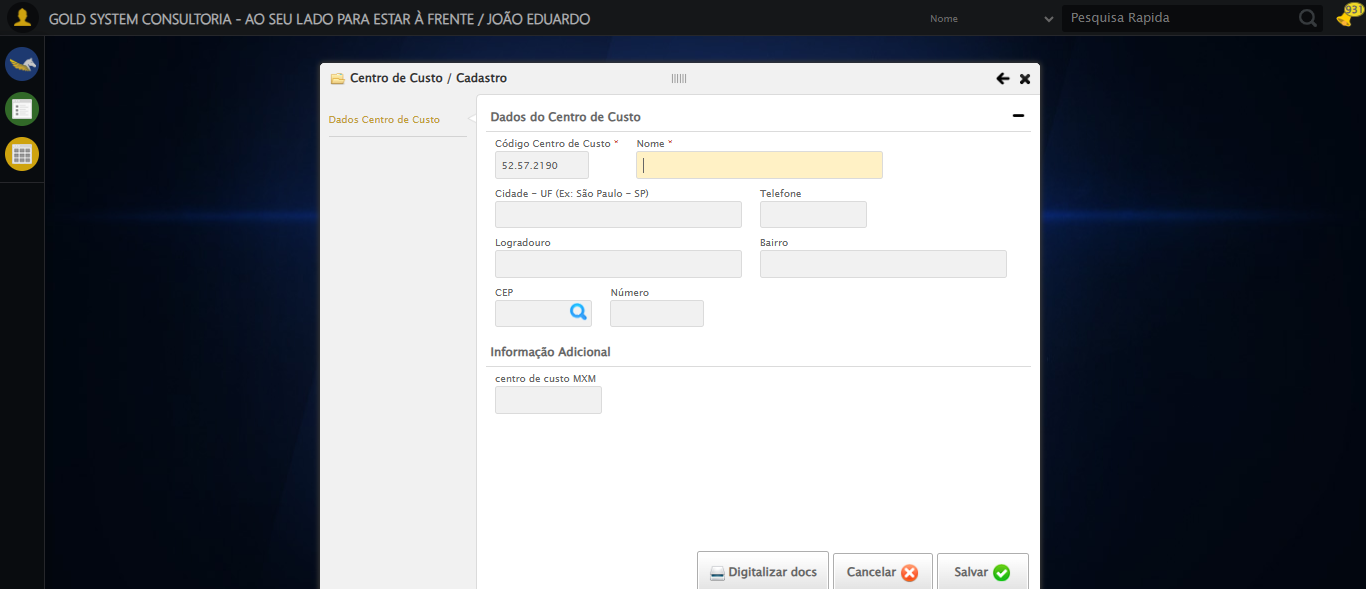 GOLD SYSTEM CONSULTORIA - AO SEU LADO PARA ESTAR À FRENTE / JOÃO EDUARDO
Nome
Pesquisa Rapida
931
Centro de Custo / Cadastro
Dados Centro de Custo
Dados do Centro de Custo
Código Centro de Custo * Nome *
52.57.2190
Cidade - UF (Ex: São Paulo - SP) Telefone
Logradouro Bairro
CEP Número
Informação Adicional
centro de custo MXM
Digitalizar docs Cancelar Salvar